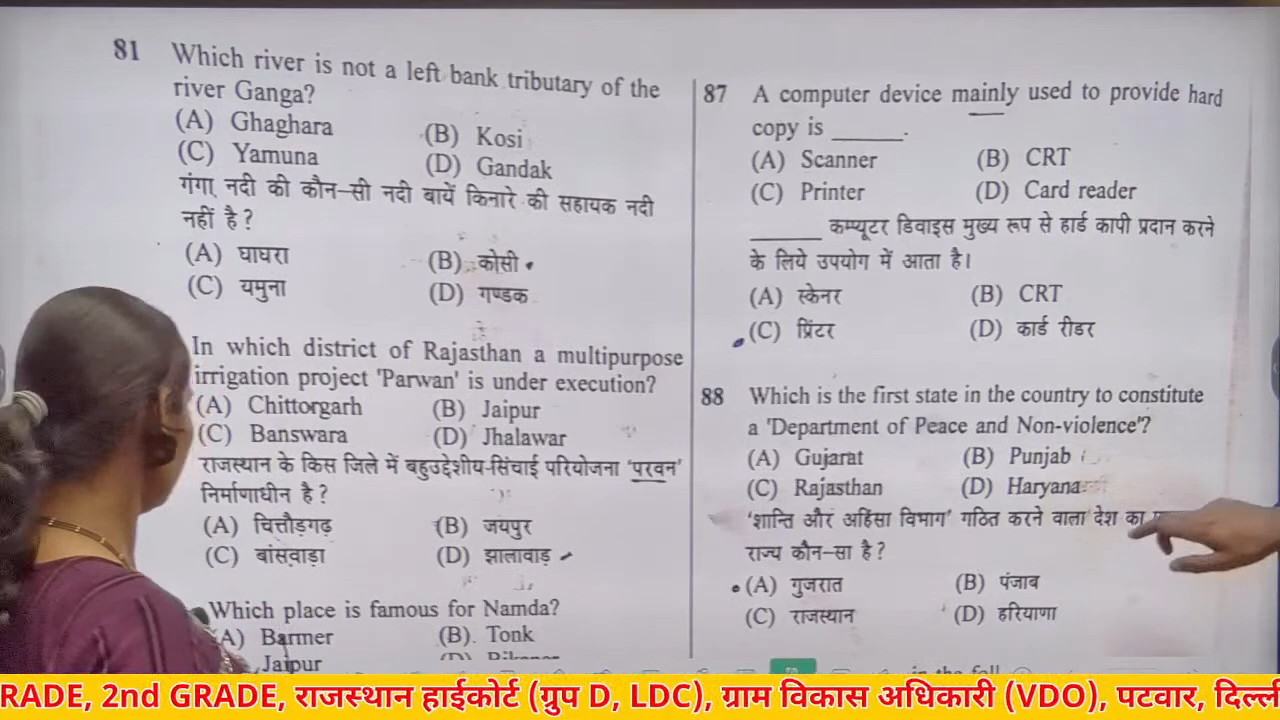 81 Which river is not a left bank tributary of the
river Ganga?
(A) Ghaghara (B) Kosi
(C) Yamuna (D) Gandak
गंगा नदी की कौन–सी नदी बायें किनारे की सहायक नदी
नहीं है ?
(A) घाघरा (B) कोसी
(C) यमुना (D) गण्डक
In which district of Rajasthan a multipurpose
irrigation project 'Parwan' is under execution?
(A) Chittorgarh (B) Jaipur
(C) Banswara (D) Jhalawar
राजस्थान के किस जिले में बहुउद्देशीय-सिंचाई परियोजना 'परवन'
निर्माणाधीन है ?
(A) चित्तौड़गढ़ (B) जयपुर
(C) बांसवाड़ा (D) झालावाड़
Which place is famous for Namda?
A) Barmer (B). Tonk
Jaipur (D) Bikaner
87 A computer device mainly used to provide hard
copy is ______.
(A) Scanner (B) CRT
(C) Printer (D) Card reader
______ कम्प्यूटर डिवाइस मुख्य रूप से हार्ड कापी प्रदान करने
के लिये उपयोग में आता है।
(A) स्केनर (B) CRT
(C) प्रिंटर (D) कार्ड रीडर
88 Which is the first state in the country to constitute
a 'Department of Peace and Non-violence'?
(A) Gujarat (B) Punjab
(C) Rajasthan (D) Haryana
'शान्ति और अहिंसा विभाग' गठित करने वाला देश का
राज्य कौन–सा है ?
(A) गुजरात (B) पंजाब
(C) राजस्थान (D) हरियाणा
in the fall
RADE, 2nd GRADE, राजस्थान हाईकोर्ट (ग्रुप D, LDC), ग्राम विकास अधिकारी (VDO), पटवार, दिल्ली